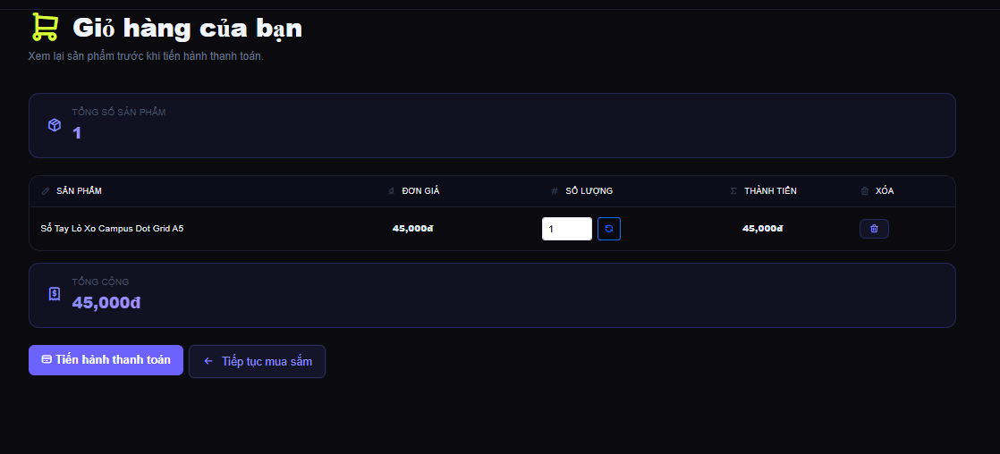 Giỏ hàng của bạn
Xem lại sản phẩm trước khi tiến hành thanh toán.
TỔNG SỐ SẢN PHẨM
1
SẢN PHẨM ĐƠN GIÁ # SỐ LƯỢNG Σ THÀNH TIỀN XÓA
Sổ Tay Lò Xo Campus Dot Grid A5 45,000đ 1 45,000đ
TỔNG CỘNG
45,000đ
Tiến hành thanh toán ← Tiếp tục mua sắm